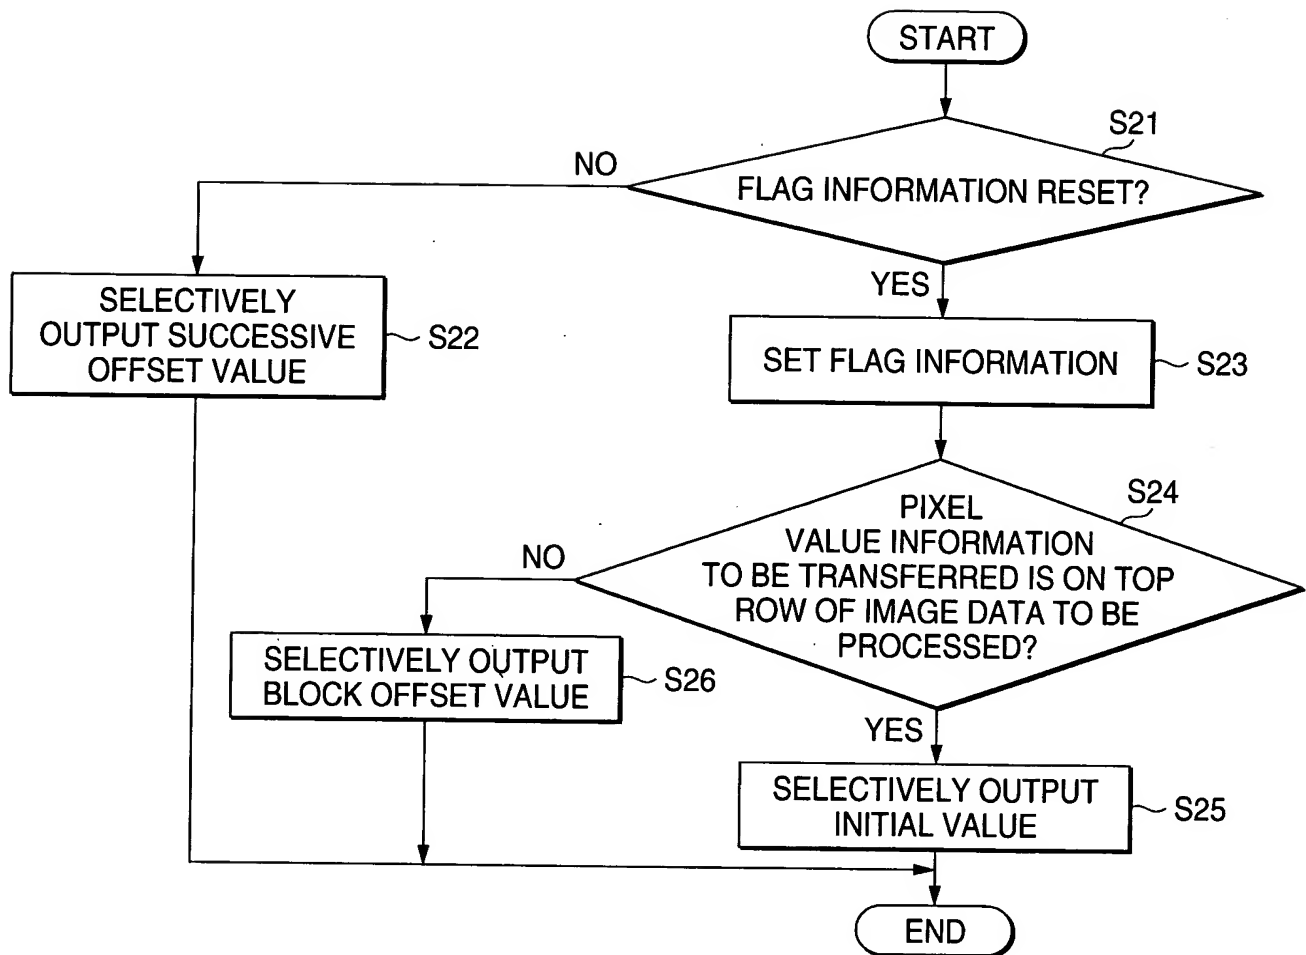 START
S21
NO
FLAG INFORMATION RESET?
YES
SELECTIVELY
OUTPUT SUCCESSIVE
OFFSET VALUE
S22
SET FLAG INFORMATION
S23
S24
PIXEL
VALUE INFORMATION
TO BE TRANSFERRED IS ON TOP
ROW OF IMAGE DATA TO BE
PROCESSED?
NO
SELECTIVELY OUTPUT
BLOCK OFFSET VALUE
S26
YES
SELECTIVELY OUTPUT
INITIAL VALUE
S25
END